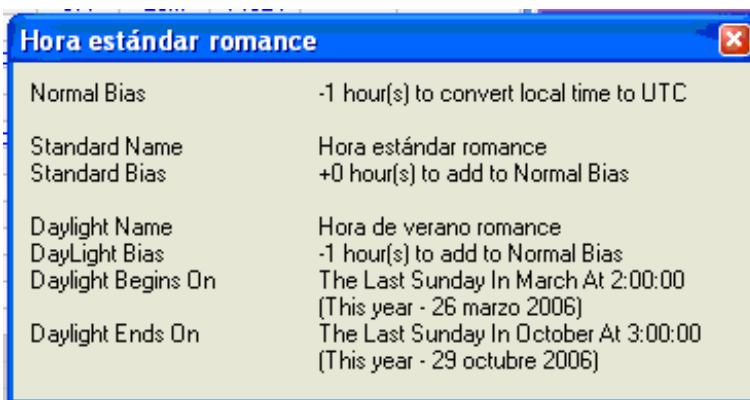 Hora estándar romance
Normal Bias -1 hour(s) to convert local time to UTC
Standard Name Hora estándar romance
Standard Bias +0 hour(s) to add to Normal Bias
Daylight Name Hora de verano romance
DayLight Bias -1 hour(s) to add to Normal Bias
Daylight Begins On The Last Sunday In March At 2:00:00
(This year - 26 marzo 2006)
Daylight Ends On The Last Sunday In October At 3:00:00
(This year - 29 octubre 2006)